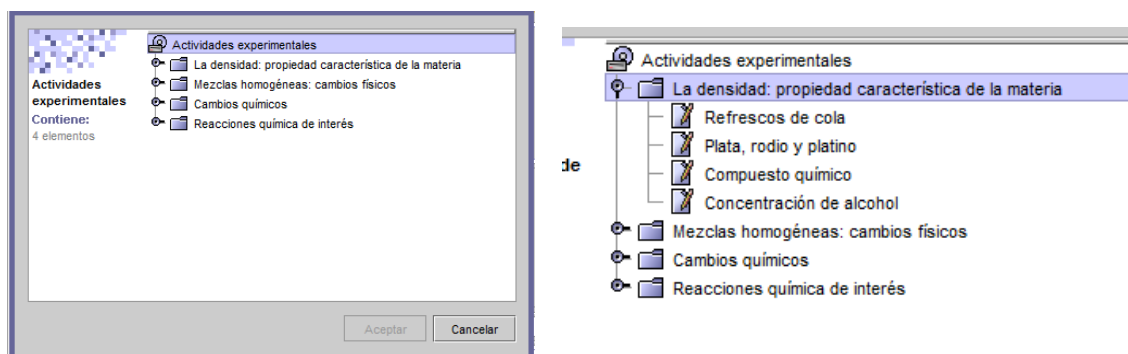 Actividades experimentales
La densidad: propiedad característica de la materia
Mezclas homogéneas: cambios físicos
Cambios químicos
Reacciones química de interés
Actividades
experimentales
Contiene:
4 elementos
Aceptar
Cancelar
de
Actividades experimentales
La densidad: propiedad característica de la materia
Refrescos de cola
Plata, rodio y platino
Compuesto químico
Concentración de alcohol
Mezclas homogéneas: cambios físicos
Cambios químicos
Reacciones química de interés